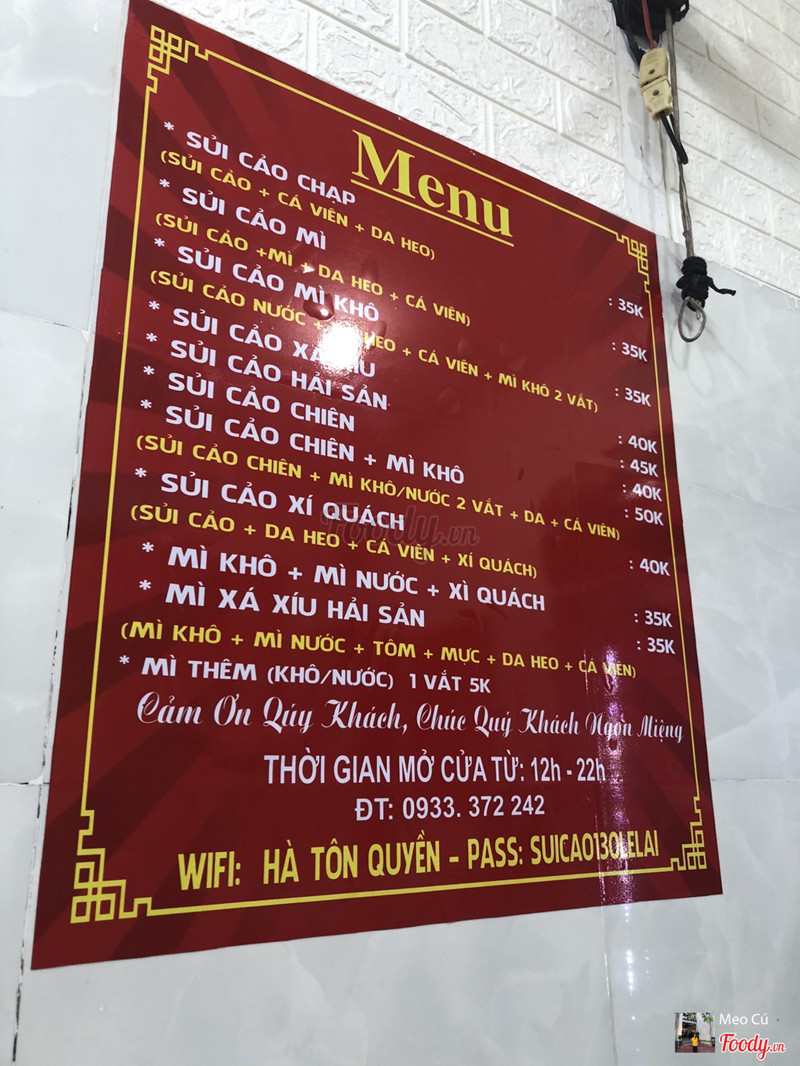 Menu
* SỦI CẢO CHẠP : 35K
(SỦI CẢO + CÁ VIÊN + DA HEO)
* SỦI CẢO MÌ : 35K
(SỦI CẢO +MÌ + DA HEO + CÁ VIÊN)
* SỦI CẢO MÌ KHÔ : 35K
(SỦI CẢO NƯỚC + HEO + CÁ VIÊN + MÌ KHÔ 2 VẮT)
* SỦI CẢO XÁ : 40K
* SỦI CẢO HẢI SẢN : 45K
* SỦI CẢO CHIÊN : 40K
* SỦI CẢO CHIÊN + MÌ KHÔ : 50K
(SỦI CẢO CHIÊN + MÌ KHÔ/NƯỚC 2 VẮT + DA + CÁ VIÊN)
* SỦI CẢO XÍ QUÁCH : 40K
(SỦI CẢO + DA HEO + CÁ VIÊN + XÍ QUÁCH)
* MÌ KHÔ + MÌ NƯỚC + XÌ QUÁCH : 35K
* MÌ XÁ XÍU HẢI SẢN : 35K
(MÌ KHÔ + MÌ NƯỚC + TÔM + MỰC + DA HEO + CÁ VIÊN)
* MÌ THÊM (KHÔ/NƯỚC) 1 VẮT 5K
Cảm Ơn Qúy Khách, Chúc Quý Khách Ngon Miệng
THỜI GIAN MỞ CỬA TỪ: 12h - 22h
ĐT: 0933. 372 242
WIFI: HÀ TÔN QUYỀN - PASS: SUICAO130LELAI
Foody.vn
Meo Cú
Foody.vn